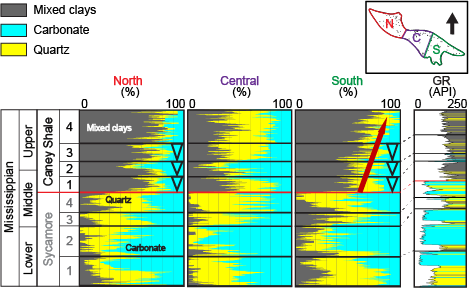 Mixed clays
Carbonate
Quartz
N
C
S
North
(%)
Central
(%)
South
(%)
GR
(API)
0 100
0 100
0 100
0 250
Mississippian
Upper
Middle
Lower
Caney Shale
Sycamore
4
3
2
1
4
3
2
1
Mixed clays
Quartz
Carbonate